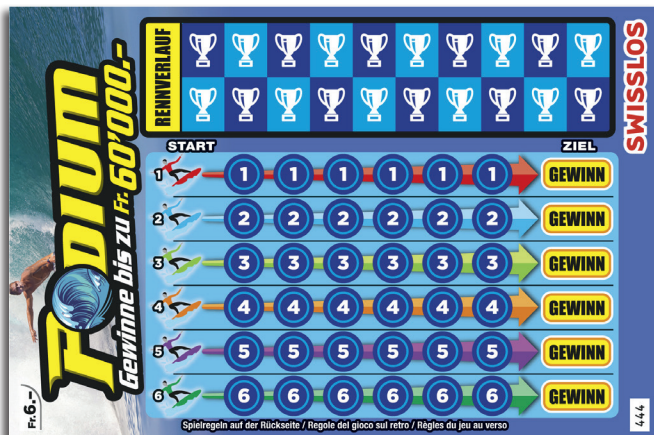 PODIUM
Gewinne bis zu Fr. 60'000.-
Fr. 6.-
RENNVERLAUF
SWISSLOS
START
ZIEL
1 1 1 1 1 1 1 GEWINN
2 2 2 2 2 2 2 GEWINN
3 3 3 3 3 3 3 GEWINN
4 4 4 4 4 4 4 GEWINN
5 5 5 5 5 5 5 GEWINN
6 6 6 6 6 6 6 GEWINN
Spielregeln auf der Rückseite / Regole del gioco sul retro / Règles du jeu au verso
444